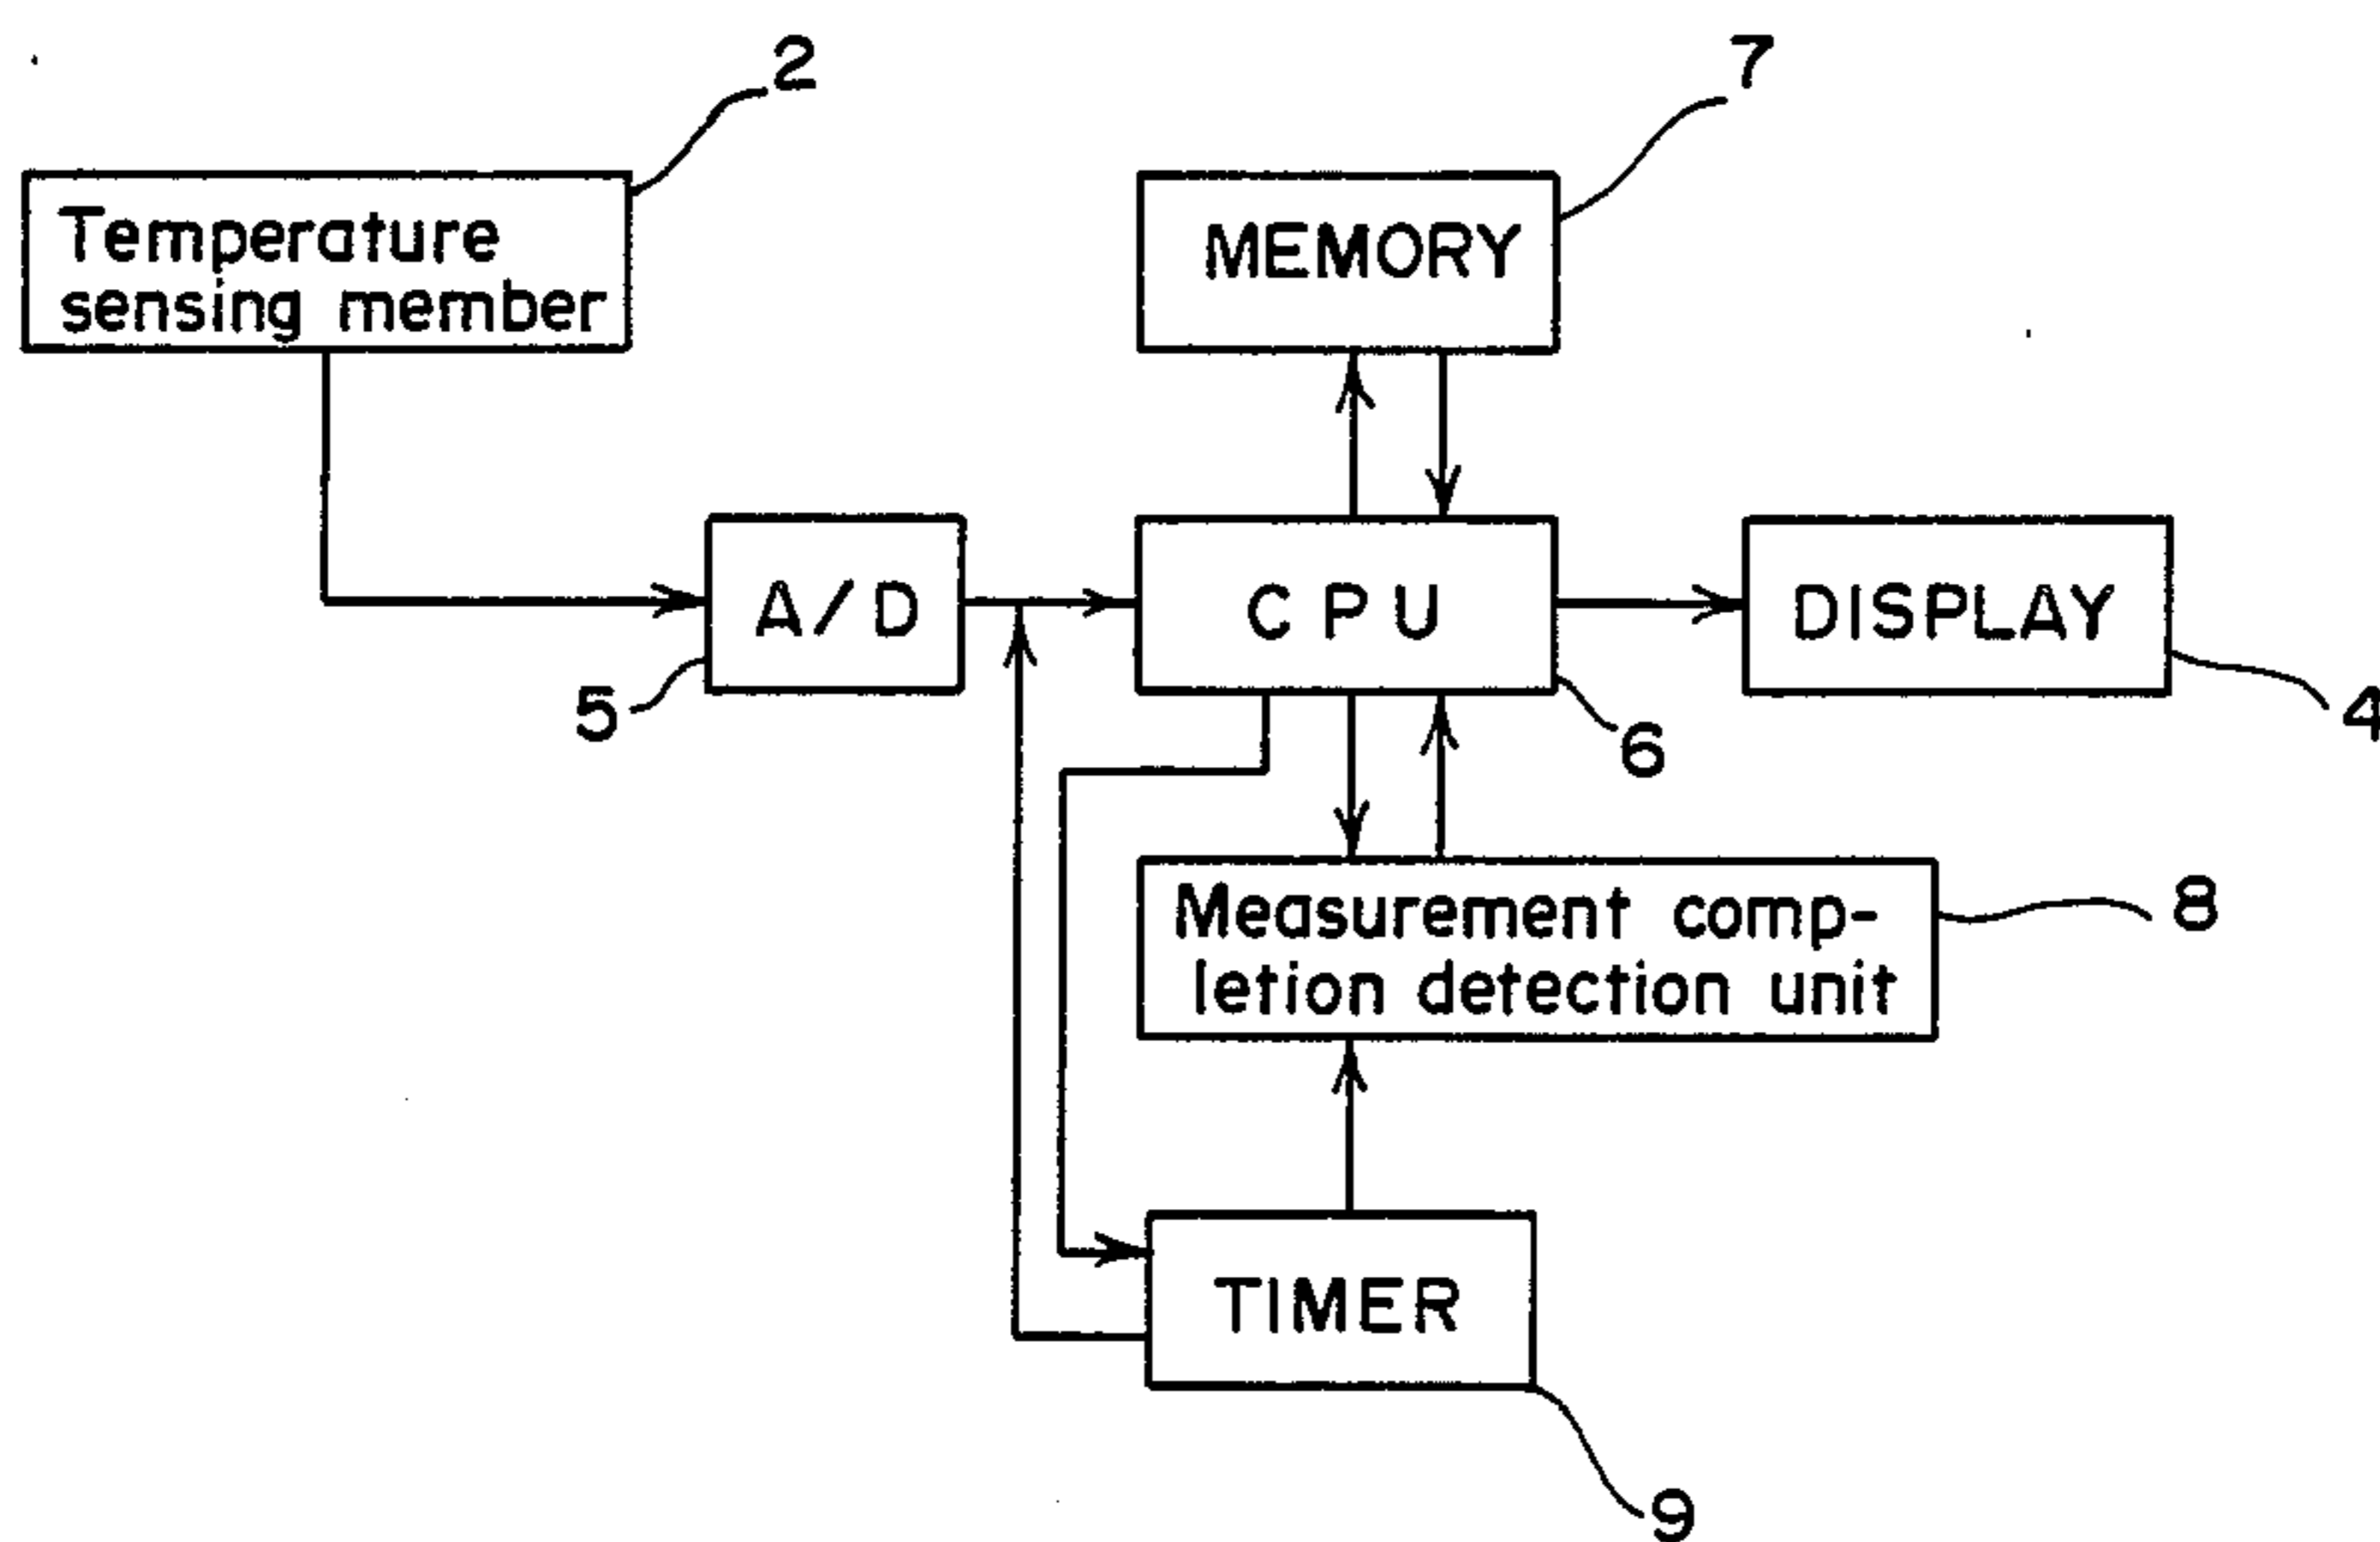 2
7
Temperature
sensing member
MEMORY
A/D
CPU
DISPLAY
5
6
4
Measurement comp-
letion detection unit
8
TIMER
9